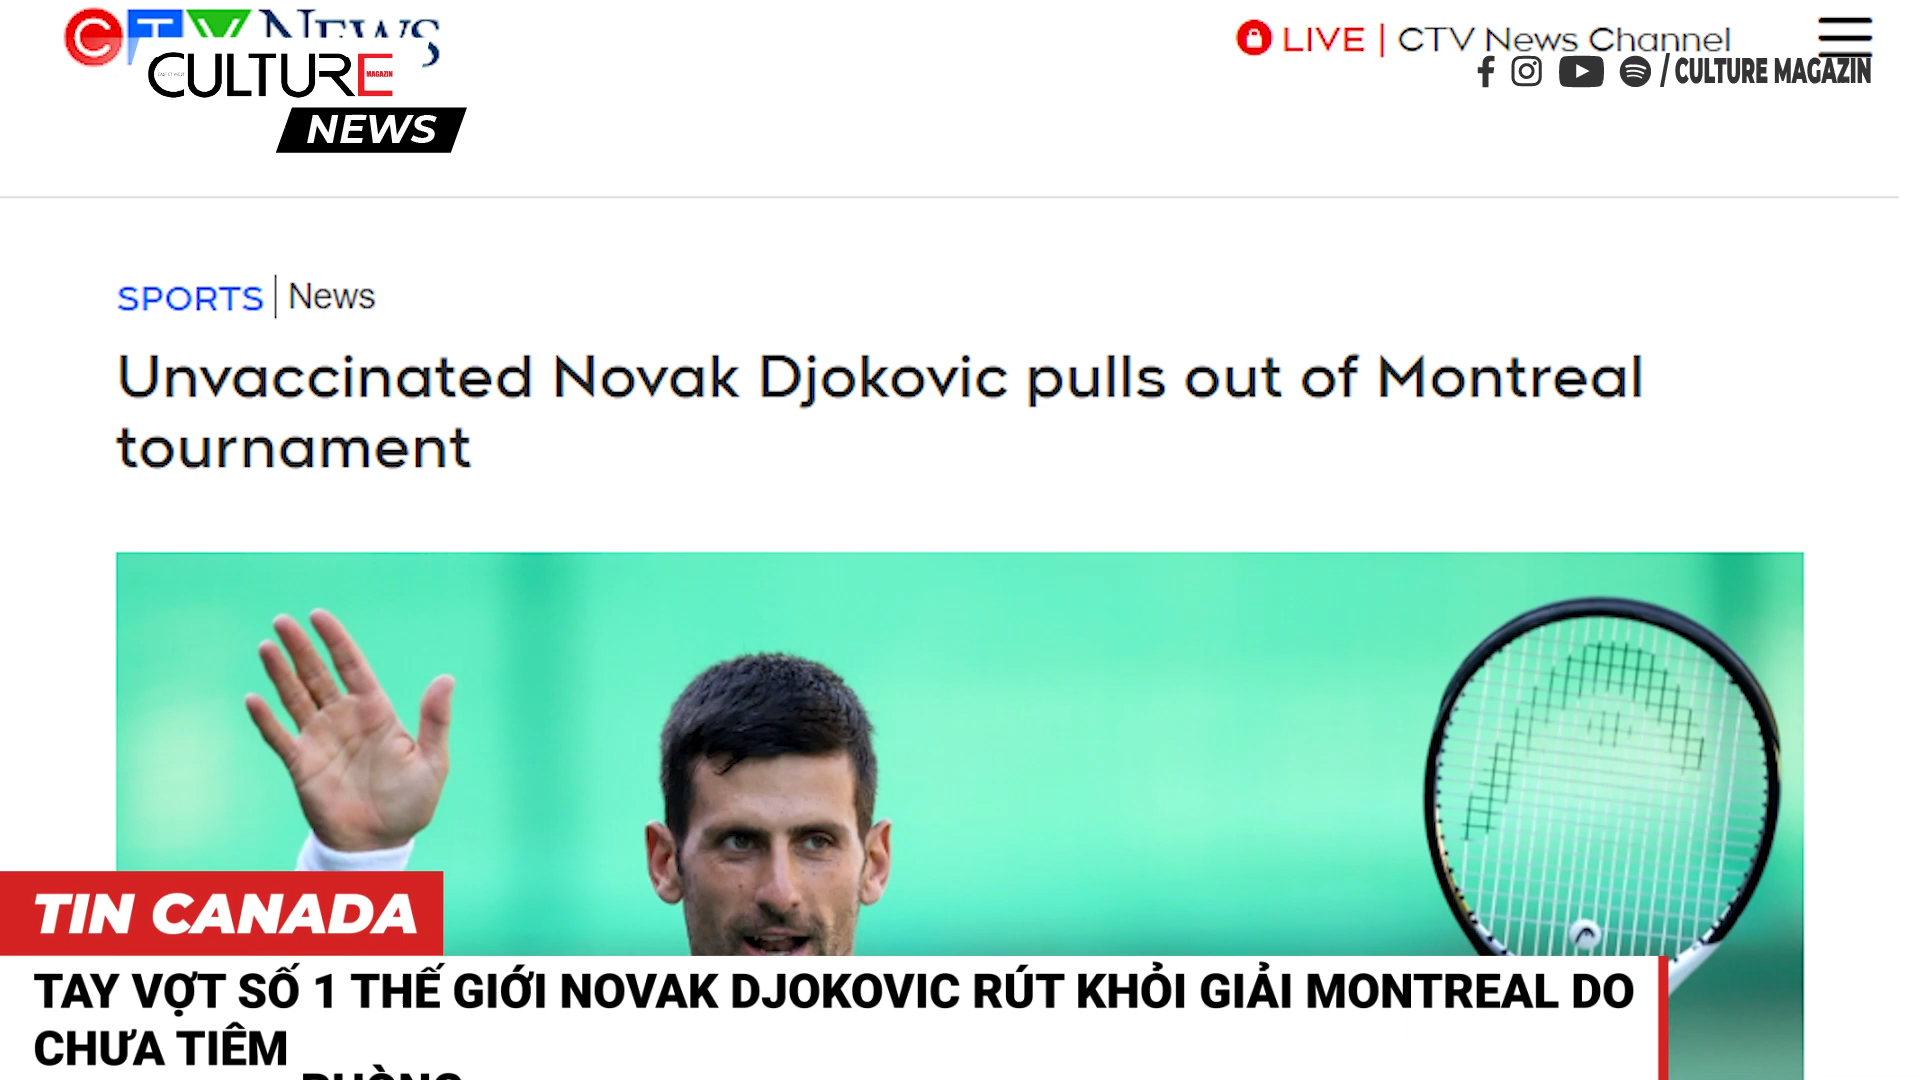 CTV NEWS
LIVE | CTV News Channel
CULTURE
MAGAZIN
NEWS
/ CULTURE MAGAZIN
SPORTS | News
Unvaccinated Novak Djokovic pulls out of Montreal
tournament
TIN CANADA
TAY VỢT SỐ 1 THẾ GIỚI NOVAK DJOKOVIC RÚT KHỎI GIẢI MONTREAL DO
CHƯA TIÊM
PHÒNG